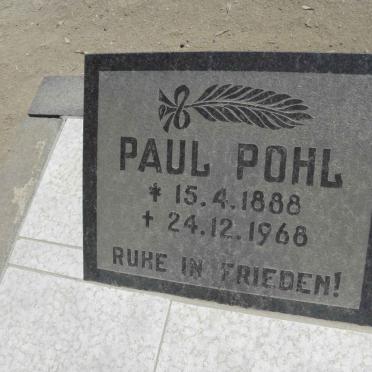 PAUL POHL
* 15.4.1888
† 24.12.1968
RUHE IN FRIEDEN!